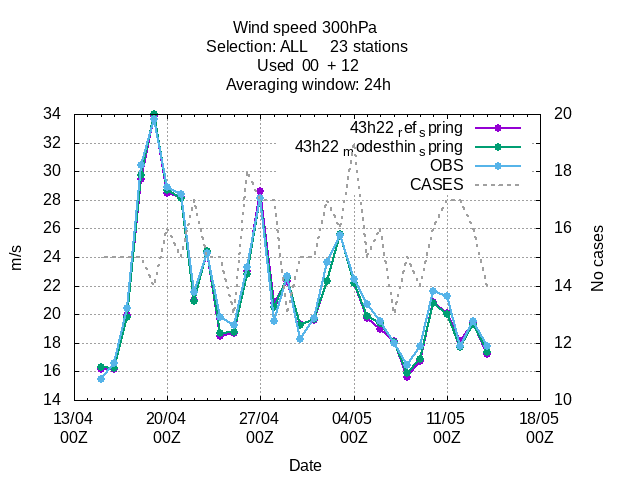 Wind speed 300hPa
Selection: ALL 23 stations
Used 00 + 12
Averaging window: 24h
43h22 ref spring
43h22 modesthin spring
OBS
CASES
34
32
30
28
26
24
22
20
18
16
14
20
18
16
14
12
10
m/s
No cases
13/04 20/04 27/04 04/05 11/05 18/05
00Z 00Z 00Z 00Z 00Z 00Z
Date